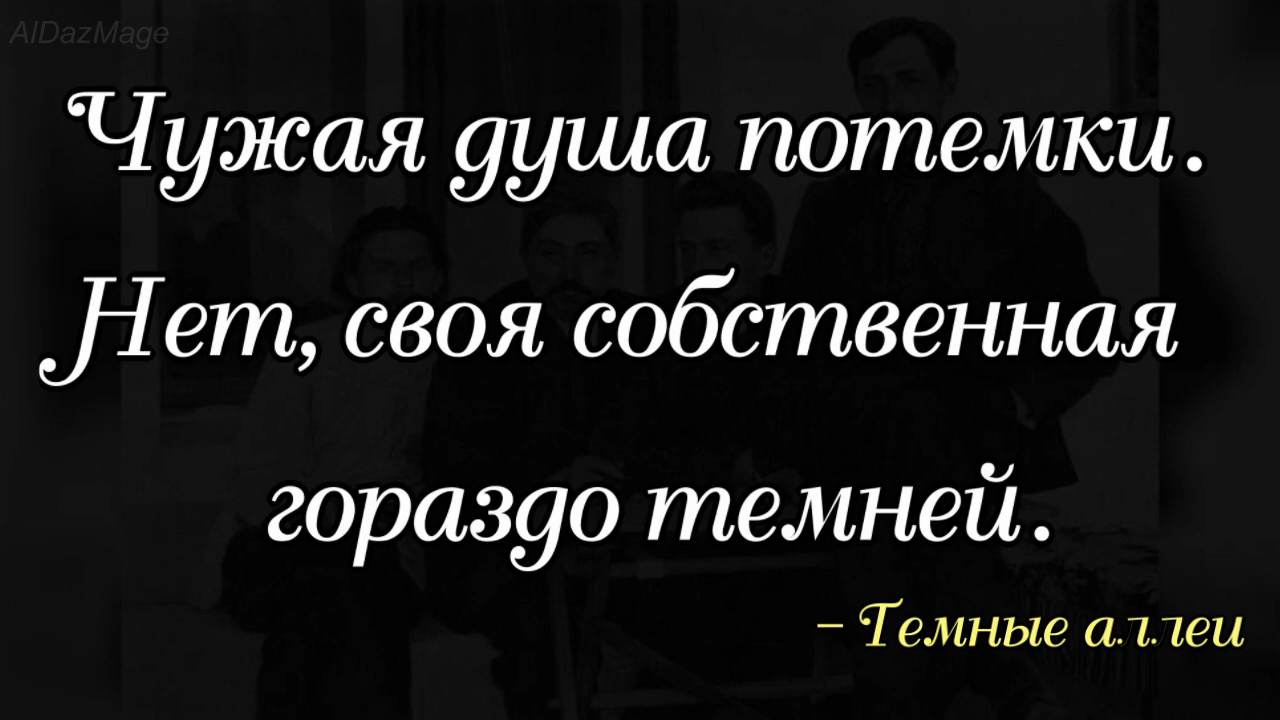 AIDazMage
Чужая душа потемки.
Нет, своя собственная
гораздо темней.
- Темные аллеи